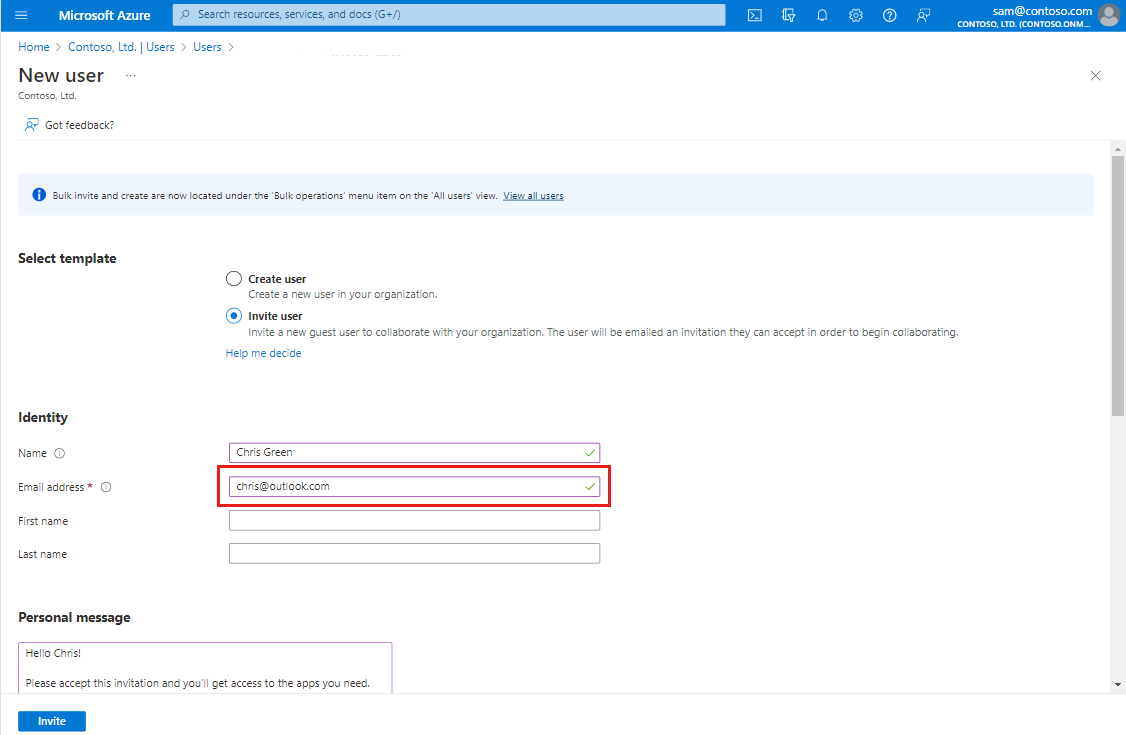 Microsoft Azure
Search resources, services, and docs (G+/)
sam@contoso.com
CONTOSO, LTD. (CONTOSO.ONM...
Home > Contoso, Ltd. | Users > Users >
New user ...
Contoso, Ltd.
Got feedback?
Bulk invite and create are now located under the 'Bulk operations' menu item on the 'All users' view. View all users
Select template
Create user
Create a new user in your organization.
Invite user
Invite a new guest user to collaborate with your organization. The user will be emailed an invitation they can accept in order to begin collaborating.
Help me decide
Identity
Name
Chris Green
Email address *
chris@outlook.com
First name
Last name
Personal message
Hello Chris!
Please accept this invitation and you'll get access to the apps you need.
Invite